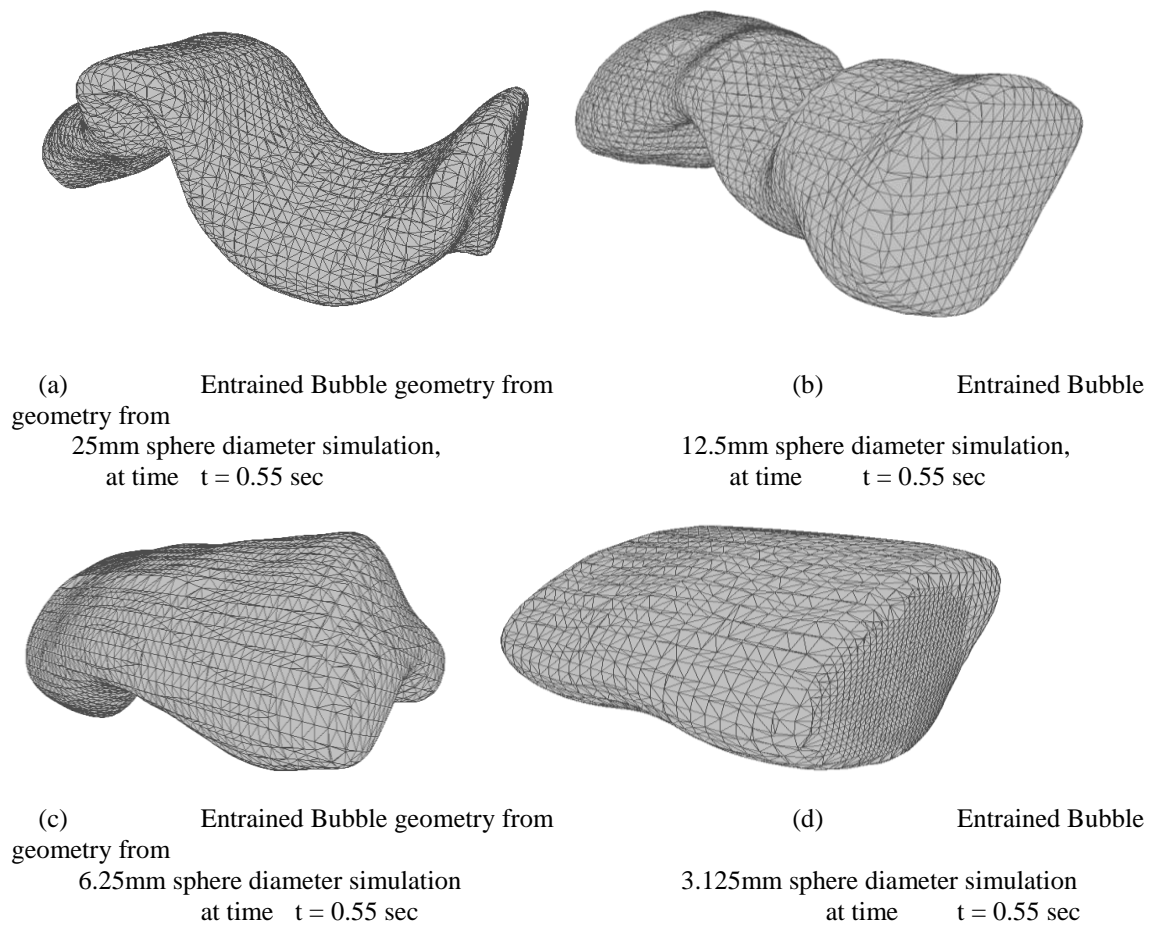 (a) Entrained Bubble geometry from (b) Entrained Bubble
geometry from
25mm sphere diameter simulation, 12.5mm sphere diameter simulation,
at time t = 0.55 sec at time t = 0.55 sec
(c) Entrained Bubble geometry from (d) Entrained Bubble
geometry from
6.25mm sphere diameter simulation 3.125mm sphere diameter simulation
at time t = 0.55 sec at time t = 0.55 sec